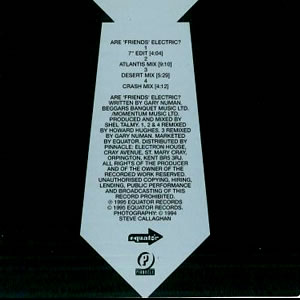 ARE 'FRIENDS' ELECTRIC?
1
7" EDIT [4:04]
2
ATLANTIS MIX [9:10]
3
DESERT MIX [5:29]
4
CRASH MIX [4:12]
ARE 'FRIENDS' ELECTRIC?
WRITTEN BY GARY NUMAN.
BEGGARS BANQUET MUSIC LTD.
/MOMENTUM MUSIC LTD.
PRODUCED AND MIXED BY
SHEL TALMY. 1, 2 & 4 REMIXED
BY HOWARD HUGHES. 3 REMIXED
BY GARY NUMAN. MARKETED
BY EQUATOR. DISTRIBUTED BY
PINNACLE: ELECTRON HOUSE,
CRAY AVENUE, ST. MARY CRAY,
ORPINGTON, KENT BR5 3RJ.
ALL RIGHTS OF THE PRODUCER
AND OF THE OWNER OF THE
RECORDED WORK RESERVED.
UNAUTHORISED COPYING, HIRING,
LENDING, PUBLIC PERFORMANCE
AND BROADCASTING OF THIS
RECORD PROHIBITED.
℗ 1995 EQUATOR RECORDS.
© 1995 EQUATOR RECORDS.
PHOTOGRAPHY: © 1994
STEVE CALLAGHAN
equator
P
PINNACLE